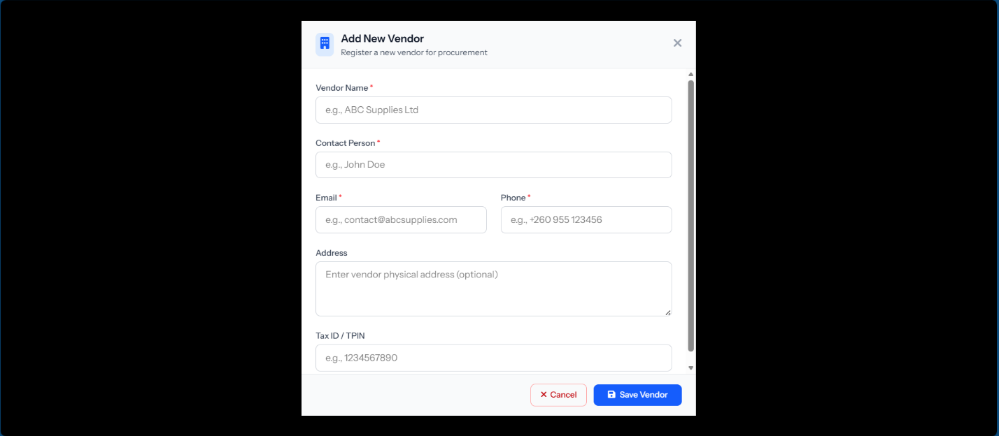 Add New Vendor
Register a new vendor for procurement
Vendor Name *
e.g., ABC Supplies Ltd
Contact Person *
e.g., John Doe
Email *
Phone *
e.g., contact@abcsupplies.com
e.g., +260 955 123456
Address
Enter vendor physical address (optional)
Tax ID / TPIN
e.g., 1234567890
Cancel
Save Vendor